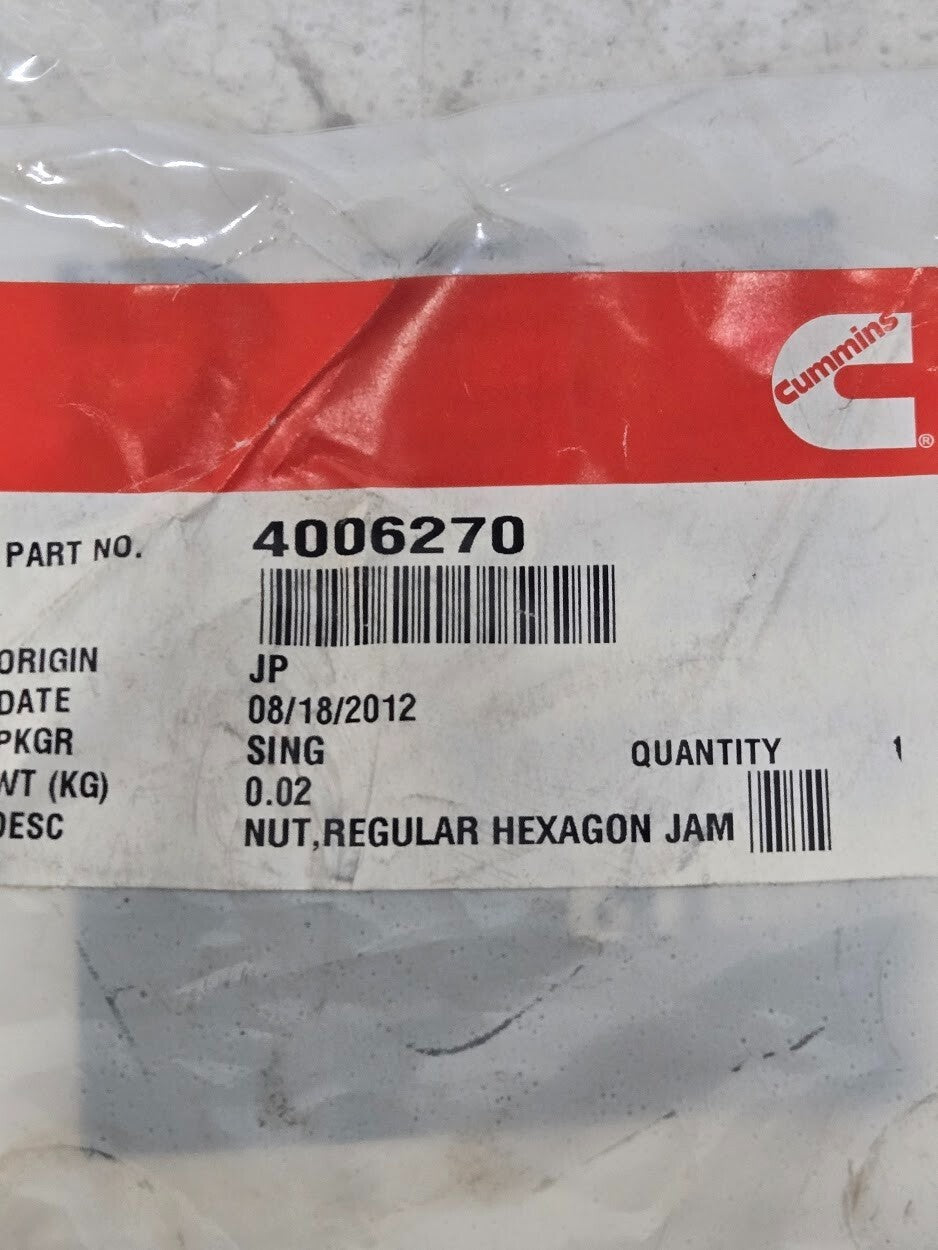 Cummins
®
PART NO. 4006270
ORIGIN JP
DATE 08/18/2012
PKGR SING QUANTITY 1
WT (KG) 0.02
DESC NUT,REGULAR HEXAGON JAM